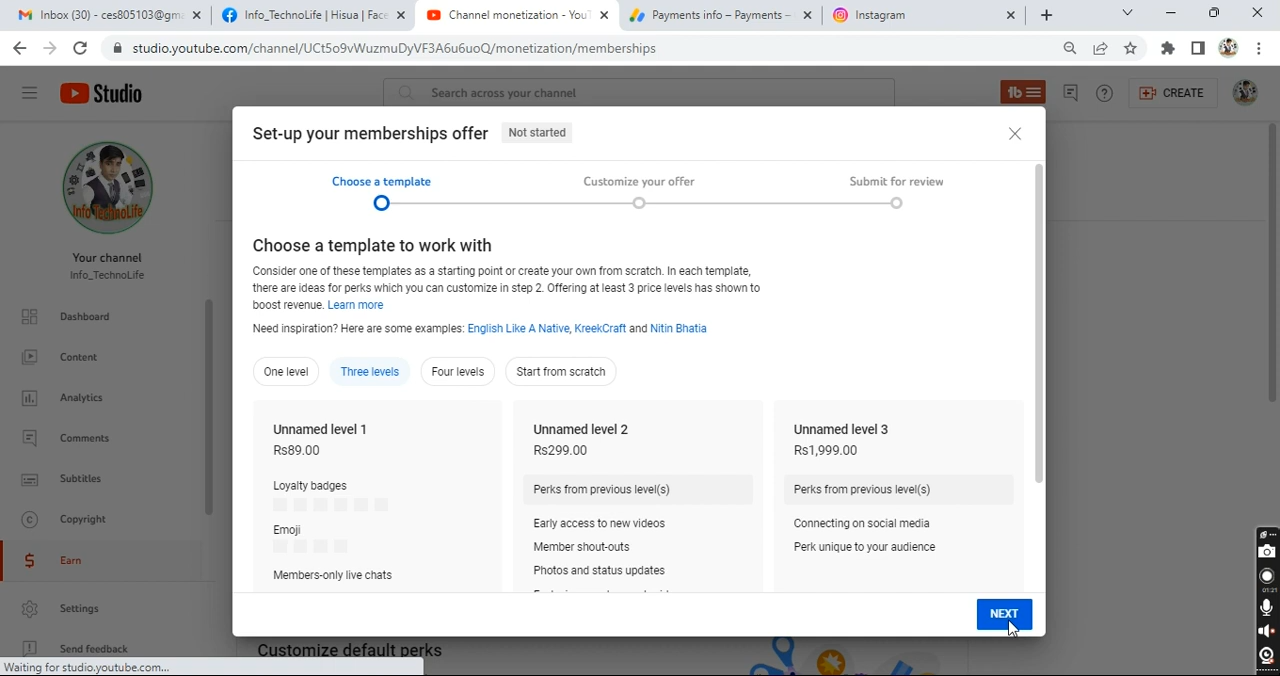 Inbox (30) - ces805103@gm
Info_TechnoLife | Hisua | Fac
Channel monetization - You
Payments info – Payments –
Instagram
studio.youtube.com/channel/UCt5o9vWuzmuDyVF3A6u6uoQ/monetization/memberships
Studio
Search across your channel
CREATE
Set-up your memberships offer
Not started
Choose a template
Customize your offer
Submit for review
Info TechnoLife
Your channel
Info_TechnoLife
Dashboard
Content
Analytics
Comments
Subtitles
Copyright
Earn
Settings
Send feedback
Choose a template to work with
Consider one of these templates as a starting point or create your own from scratch. In each template,
there are ideas for perks which you can customize in step 2. Offering at least 3 price levels has shown to
boost revenue. Learn more
Need inspiration? Here are some examples: English Like A Native, KreekCraft and Nitin Bhatia
One level
Three levels
Four levels
Start from scratch
Unnamed level 1
Rs89.00
Loyalty badges
Emoji
Members-only live chats
Unnamed level 2
Rs299.00
Perks from previous level(s)
Early access to new videos
Member shout-outs
Photos and status updates
Unnamed level 3
Rs1,999.00
Perks from previous level(s)
Connecting on social media
Perk unique to your audience
NEXT
Customize default perks
Waiting for studio.youtube.com...
01:21